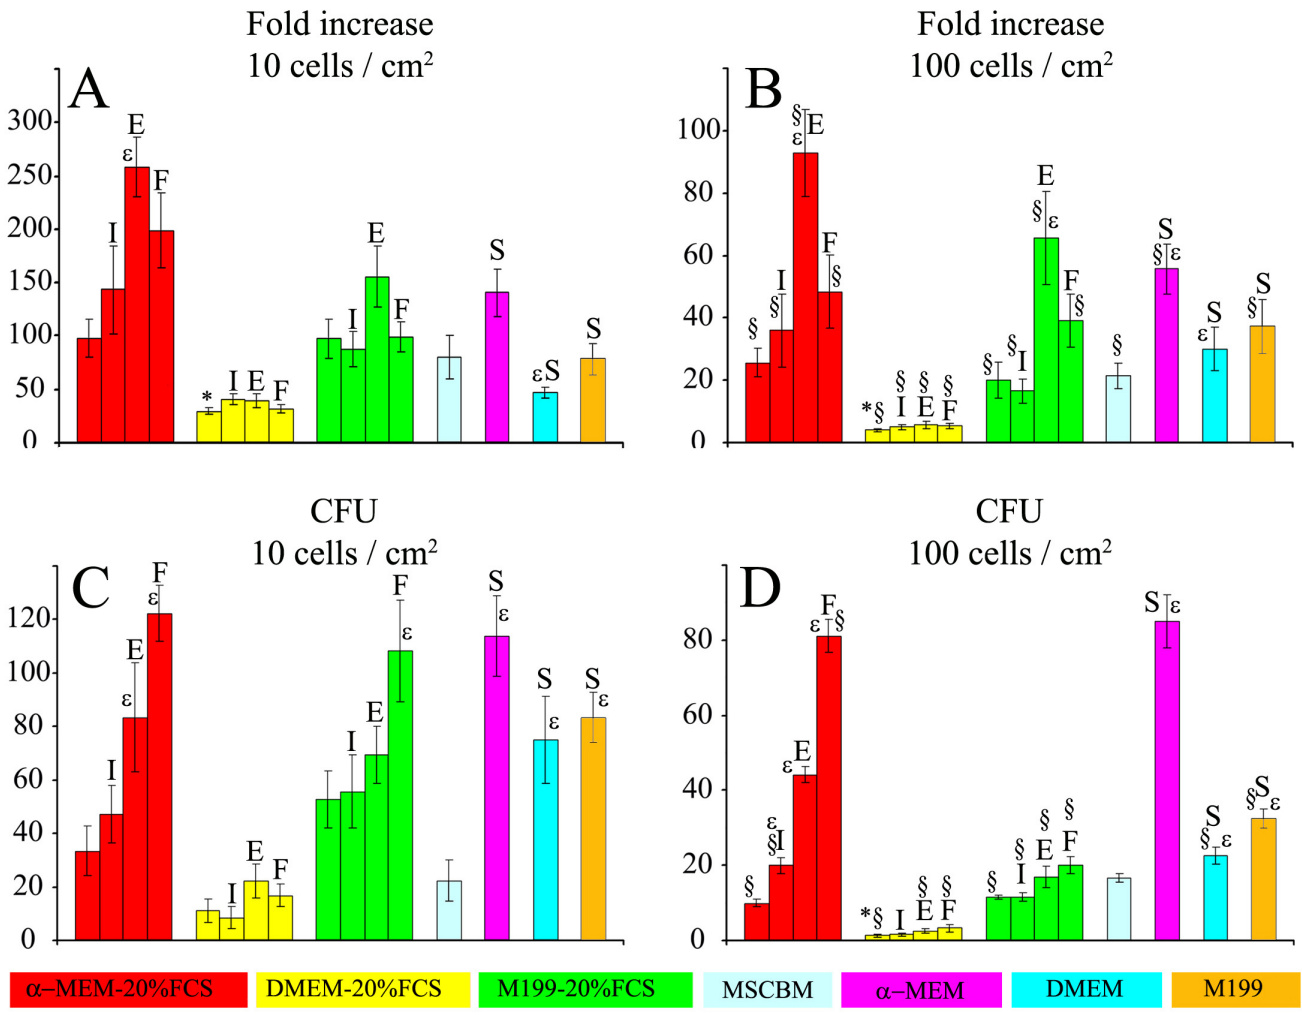 Fold increase
10 cells / cm²
Fold increase
100 cells / cm²
A
300
250
200
150
100
50
0
I
ε
E
F
*
I
E
F
I
E
F
S
εS
S
B
100
80
60
40
20
0
§
§
I
§
ε
E
F
§
*§
§
I
§
E
§
F
§
§
I
E
§
ε
F
§
§
S
§
ε
S
ε
S
§
CFU
10 cells / cm²
CFU
100 cells / cm²
C
120
100
80
60
40
20
0
I
E
ε
F
ε
I
E
F
I
E
F
ε
S
ε
S
ε
S
ε
D
80
60
40
20
0
§
ε
§
I
ε
E
ε
F
§
*§
I
§
E
§
F
§
§
I
§
E
§
F
S
ε
S
§
ε
§
S
ε
α–MEM-20%FCS
DMEM-20%FCS
M199-20%FCS
MSCBM
α–MEM
DMEM
M199